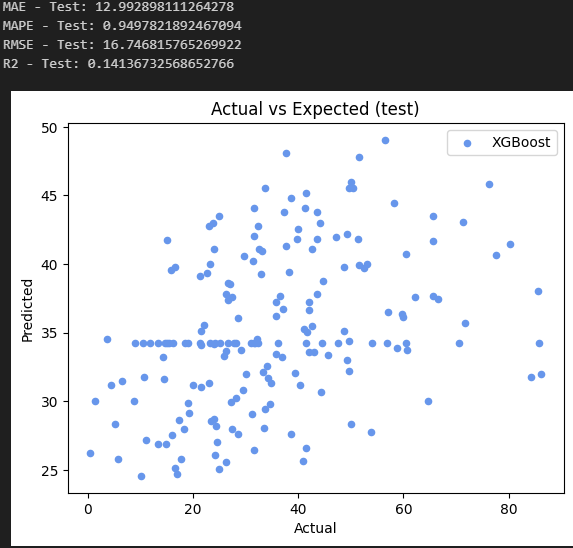 MAE - Test: 12.992898111264278
MAPE - Test: 0.9497821892467094
RMSE - Test: 16.746815765269922
R2 - Test: 0.14136732568652766
Actual vs Expected (test)
XGBoost
50
45
40
35
30
25
Predicted
0 20 40 60 80
Actual